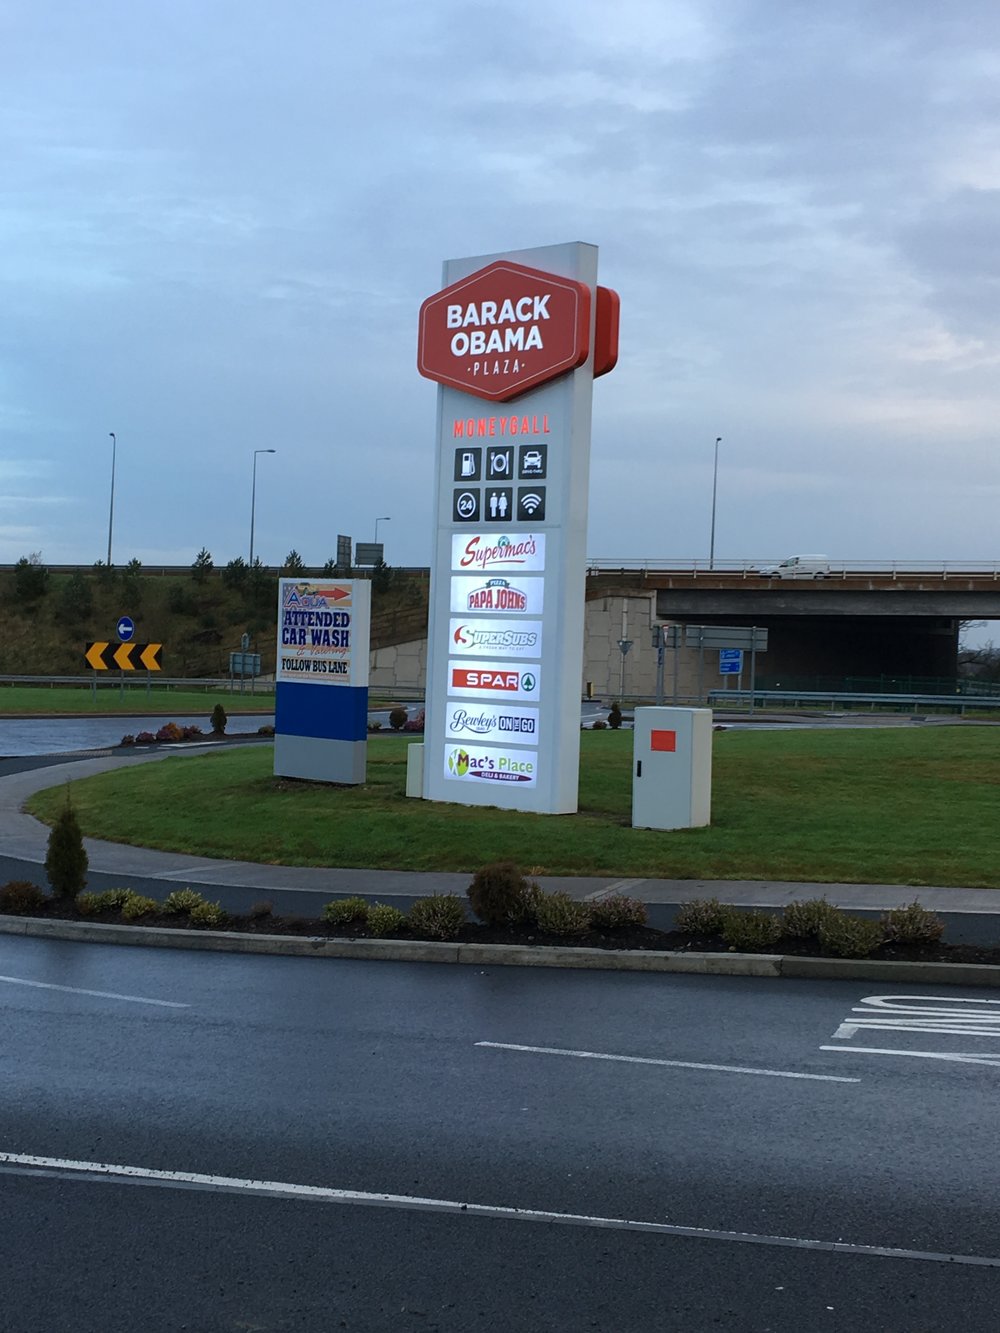 BARACK
OBAMA
· PLAZA ·
MONEYGALL
24
Supermac's
PIZZA
PAPA JOHNS
SUPERSUBS
SPAR
Bewley's ON THE GO
Mac's Place
DELI & BAKERY
AQUA
ATTENDED
CAR WASH
& Valeting
FOLLOW BUS LANE